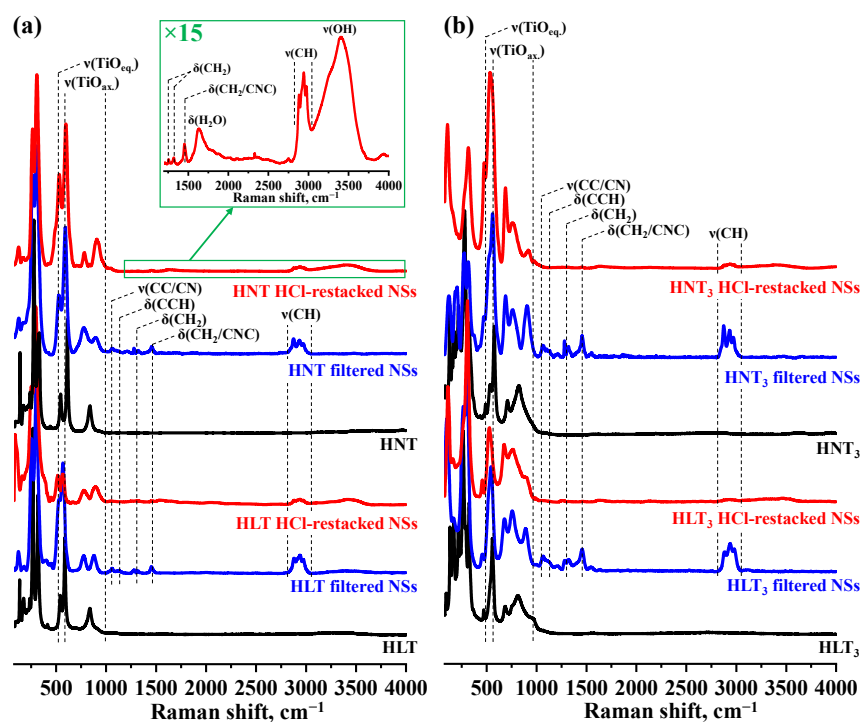 (a)
×15
ν(OH)
ν(CH)
δ(CH₂)
δ(CH₂/CNC)
δ(H₂O)
1500 2000 2500 3000 3500 4000
Raman shift, cm⁻¹
ν(TiOeq.)
ν(TiOax.)
HNT HCl-restacked NSs
ν(CC/CN)
δ(CCH)
δ(CH₂)
δ(CH₂/CNC)
ν(CH)
HNT filtered NSs
HNT
HLT HCl-restacked NSs
HLT filtered NSs
HLT
500 1000 1500 2000 2500 3000 3500 4000
Raman shift, cm⁻¹
(b)
ν(TiOeq.)
ν(TiOax.)
ν(CC/CN)
δ(CCH)
δ(CH₂)
δ(CH₂/CNC)
ν(CH)
HNT₃ HCl-restacked NSs
HNT₃ filtered NSs
HNT₃
HLT₃ HCl-restacked NSs
HLT₃ filtered NSs
HLT₃
500 1000 1500 2000 2500 3000 3500 4000
Raman shift, cm⁻¹